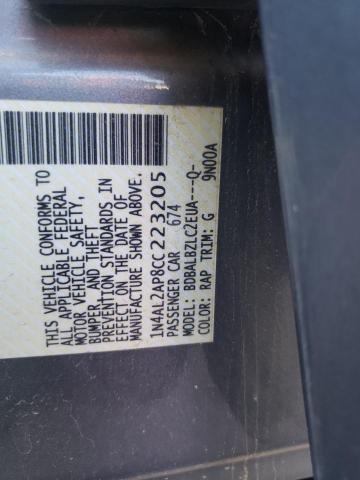 THIS VEHICLE CONFORMS TO
ALL APPLICABLE FEDERAL
MOTOR VEHICLE SAFETY,
BUMPER, AND THEFT
PREVENTION STANDARDS IN
EFFECT ON THE DATE OF
MANUFACTURE SHOWN ABOVE.
1N4AL2AP8CC223205
PASSENGER CAR 674
MODEL: BDBALBZLC2EUA---Q-
COLOR: RAP TRIM: G 9N00A